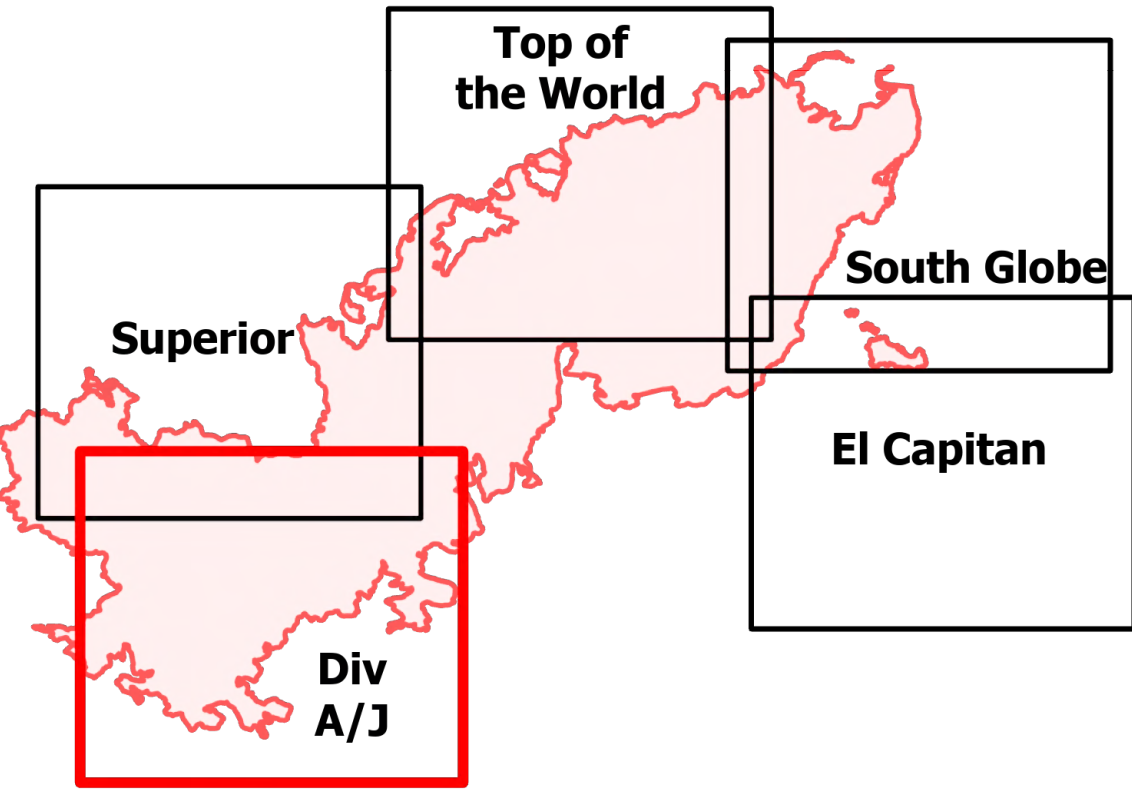 Top of
the World
South Globe
Superior
El Capitan
Div
A/J